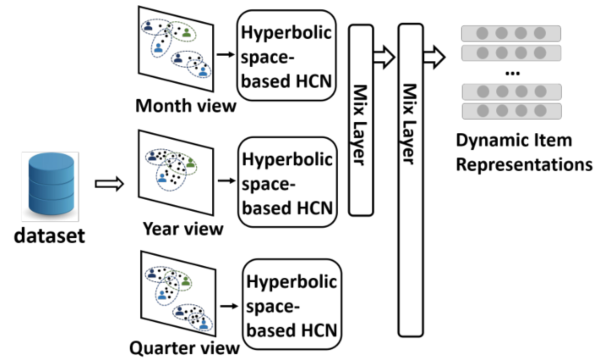 Hyperbolic
space-
based HCN
Month view
Mix Layer
Mix Layer
...
Dynamic Item
Representations
dataset
Hyperbolic
space-
based HCN
Year view
Hyperbolic
space-
based HCN
Quarter view